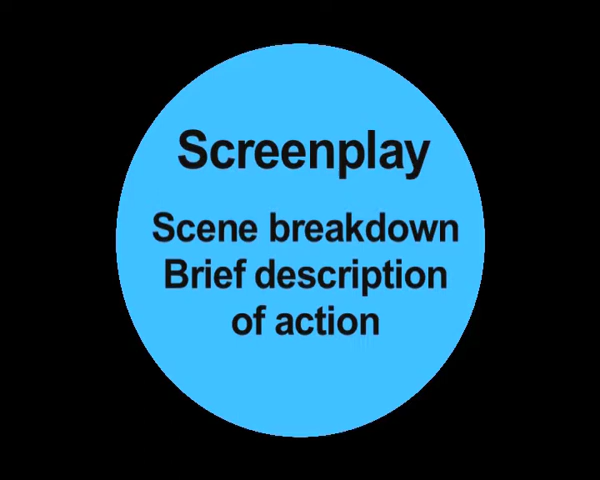 Screenplay
Scene breakdown
Brief description
of action